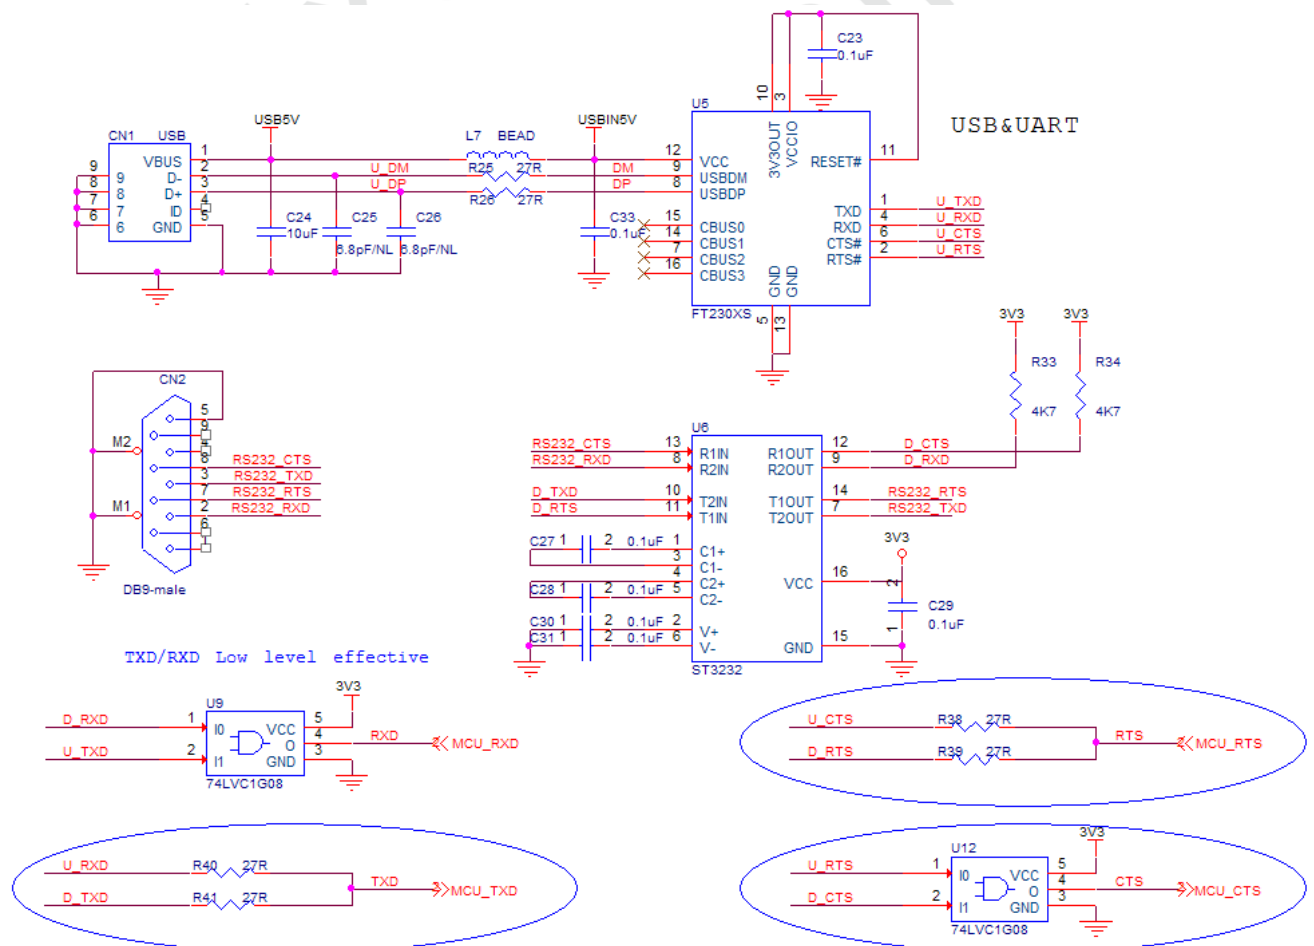 C23
0.1uF
10
3
U5
3V3OUT
VCCIO
USB&UART
USB5V
USBIN5V
CN1 USB
L7 BEAD
VBUS 1
D- 2
D+ 3
ID 4
GND 5
9 9
8 8
7 7
6 6
U_DM R25 27R DM
U_DP R26 27R DP
12 VCC
9 USBDM
8 USBDP
RESET# 11
15 CBUS0
14 CBUS1
7 CBUS2
16 CBUS3
TXD 1 U_TXD
RXD 4 U_RXD
CTS# 6 U_CTS
RTS# 2 U_RTS
C24
10uF
C25
6.8pF/NL
C26
6.8pF/NL
C33
0.1uF
GND
GND
5
13
FT230XS
3V3 3V3
R33 R34
4K7 4K7
CN2
5
9
4
8 RS232_CTS
3 RS232_TXD
7 RS232_RTS
2 RS232_RXD
6
1
M2
M1
DB9-male
U6
RS232_CTS 13 R1IN R1OUT 12 D_CTS
RS232_RXD 8 R2IN R2OUT 9 D_RXD
D_TXD 10 T2IN T1OUT 14 RS232_RTS
D_RTS 11 T1IN T2OUT 7 RS232_TXD
C27 1 2 0.1uF 1 C1+
3 C1-
4 C2+
C28 1 2 0.1uF 5 C2-
C30 1 2 0.1uF 2 V+
C31 1 2 0.1uF 6 V-
3V3
VCC 16
2
C29
0.1uF
1
GND 15
ST3232
TXD/RXD Low level effective
U9
3V3
D_RXD 1 I0 VCC 5
O 4 RXD MCU_RXD
U_TXD 2 I1 GND 3
74LVC1G08
U_CTS R38 27R
RTS MCU_RTS
D_RTS R39 27R
U_RXD R40 27R
TXD MCU_TXD
D_TXD R41 27R
U12
3V3
U_RTS 1 I0 VCC 5
O 4 CTS MCU_CTS
D_CTS 2 I1 GND 3
74LVC1G08